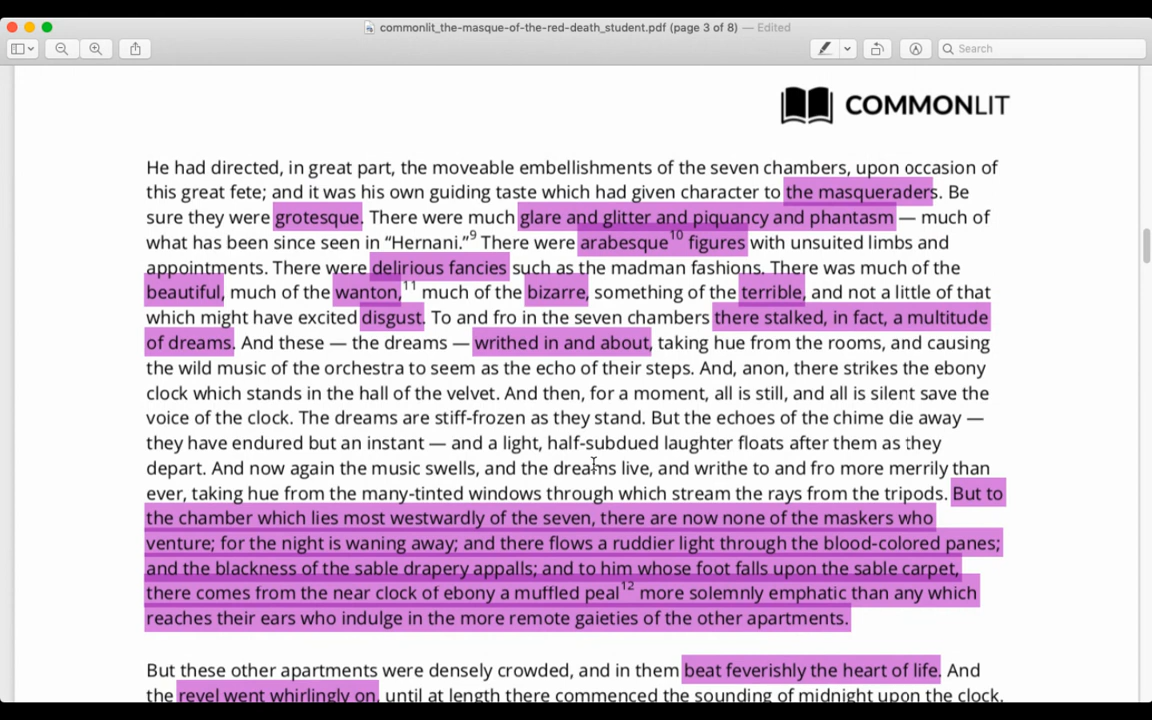 commonlit_the-masque-of-the-red-death_student.pdf (page 3 of 8) — Edited
Search
COMMONLIT
He had directed, in great part, the moveable embellishments of the seven chambers, upon occasion of
this great fete; and it was his own guiding taste which had given character to the masqueraders. Be
sure they were grotesque. There were much glare and glitter and piquancy and phantasm — much of
what has been since seen in “Hernani.”9 There were arabesque10 figures with unsuited limbs and
appointments. There were delirious fancies such as the madman fashions. There was much of the
beautiful, much of the wanton,11 much of the bizarre, something of the terrible, and not a little of that
which might have excited disgust. To and fro in the seven chambers there stalked, in fact, a multitude
of dreams. And these — the dreams — writhed in and about, taking hue from the rooms, and causing
the wild music of the orchestra to seem as the echo of their steps. And, anon, there strikes the ebony
clock which stands in the hall of the velvet. And then, for a moment, all is still, and all is silent save the
voice of the clock. The dreams are stiff-frozen as they stand. But the echoes of the chime die away —
they have endured but an instant — and a light, half-subdued laughter floats after them as they
depart. And now again the music swells, and the dreams live, and writhe to and fro more merrily than
ever, taking hue from the many-tinted windows through which stream the rays from the tripods. But to
the chamber which lies most westwardly of the seven, there are now none of the maskers who
venture; for the night is waning away; and there flows a ruddier light through the blood-colored panes;
and the blackness of the sable drapery appalls; and to him whose foot falls upon the sable carpet,
there comes from the near clock of ebony a muffled peal12 more solemnly emphatic than any which
reaches their ears who indulge in the more remote gaieties of the other apartments.
But these other apartments were densely crowded, and in them beat feverishly the heart of life. And
the revel went whirlingly on, until at length there commenced the sounding of midnight upon the clock.